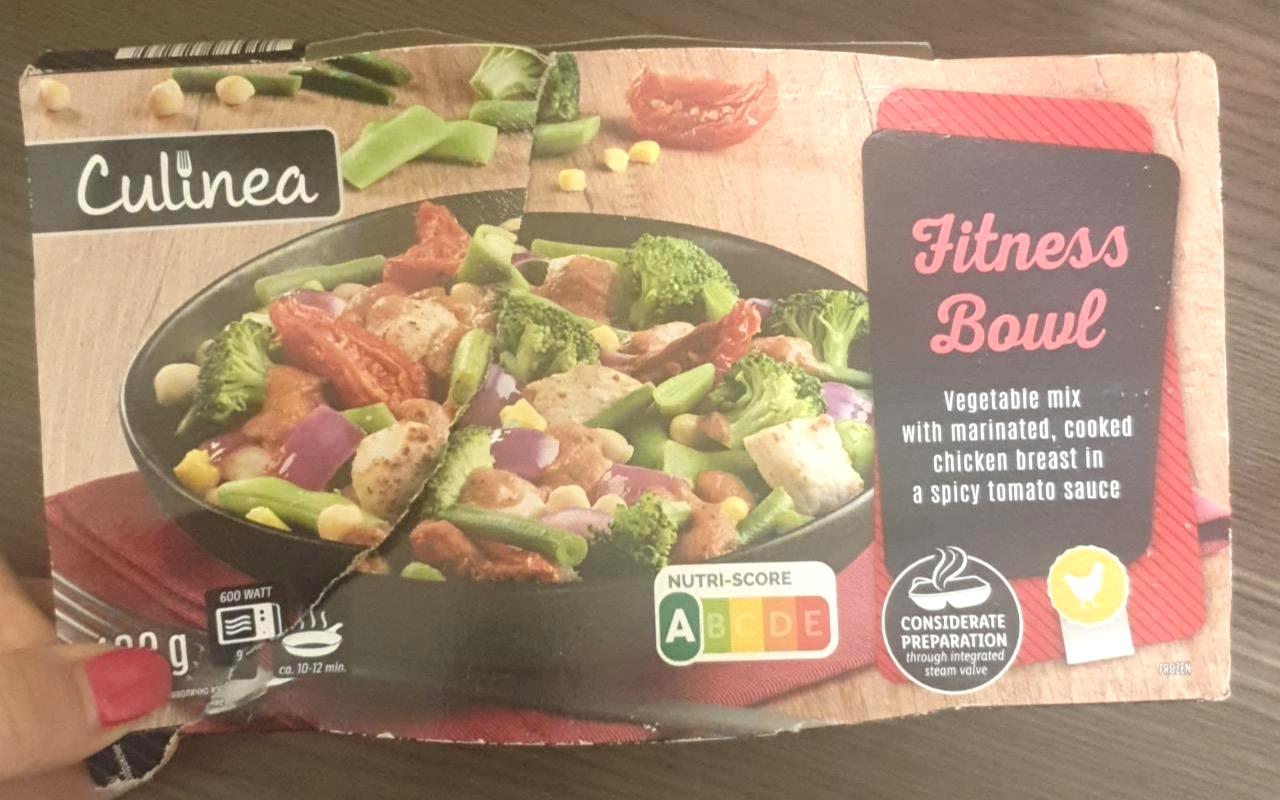 Culinea
Fitness
Bowl
Vegetable mix
with marinated, cooked
chicken breast in
a spicy tomato sauce
NUTRI-SCORE
A B C D E
600 WATT
9
g
ca. 10-12 min.
CONSIDERATE
PREPARATION
through integrated
steam valve
FROZEN